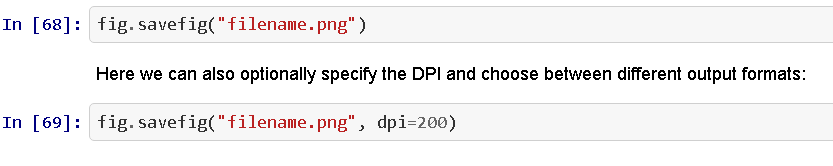 In [68]: fig.savefig("filename.png")
Here we can also optionally specify the DPI and choose between different output formats:
In [69]: fig.savefig("filename.png", dpi=200)